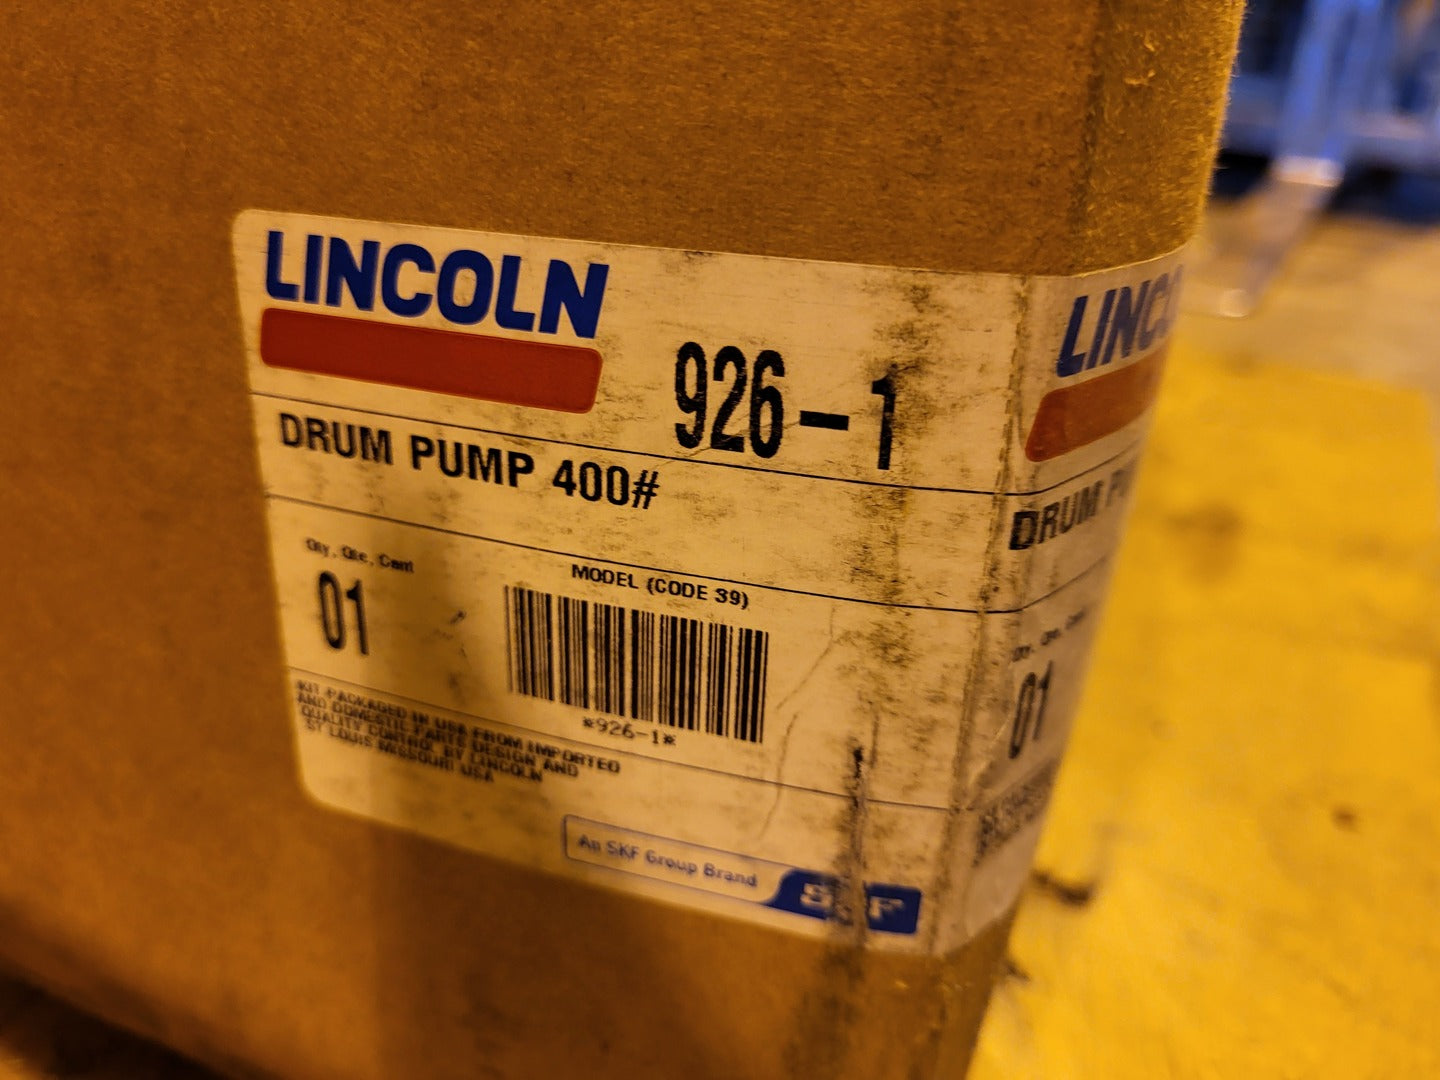 LINCOLN
926-1
DRUM PUMP 400#
Qty, Qte, Cant
01
MODEL (CODE 39)
*926-1*
KIT PACKAGED IN USA FROM IMPORTED
AND DOMESTIC PARTS DESIGN AND
QUALITY CONTROL BY LINCOLN
ST LOUIS MISSOURI USA
An SKF Group Brand
SKF
LINCO
DRUM PU
01